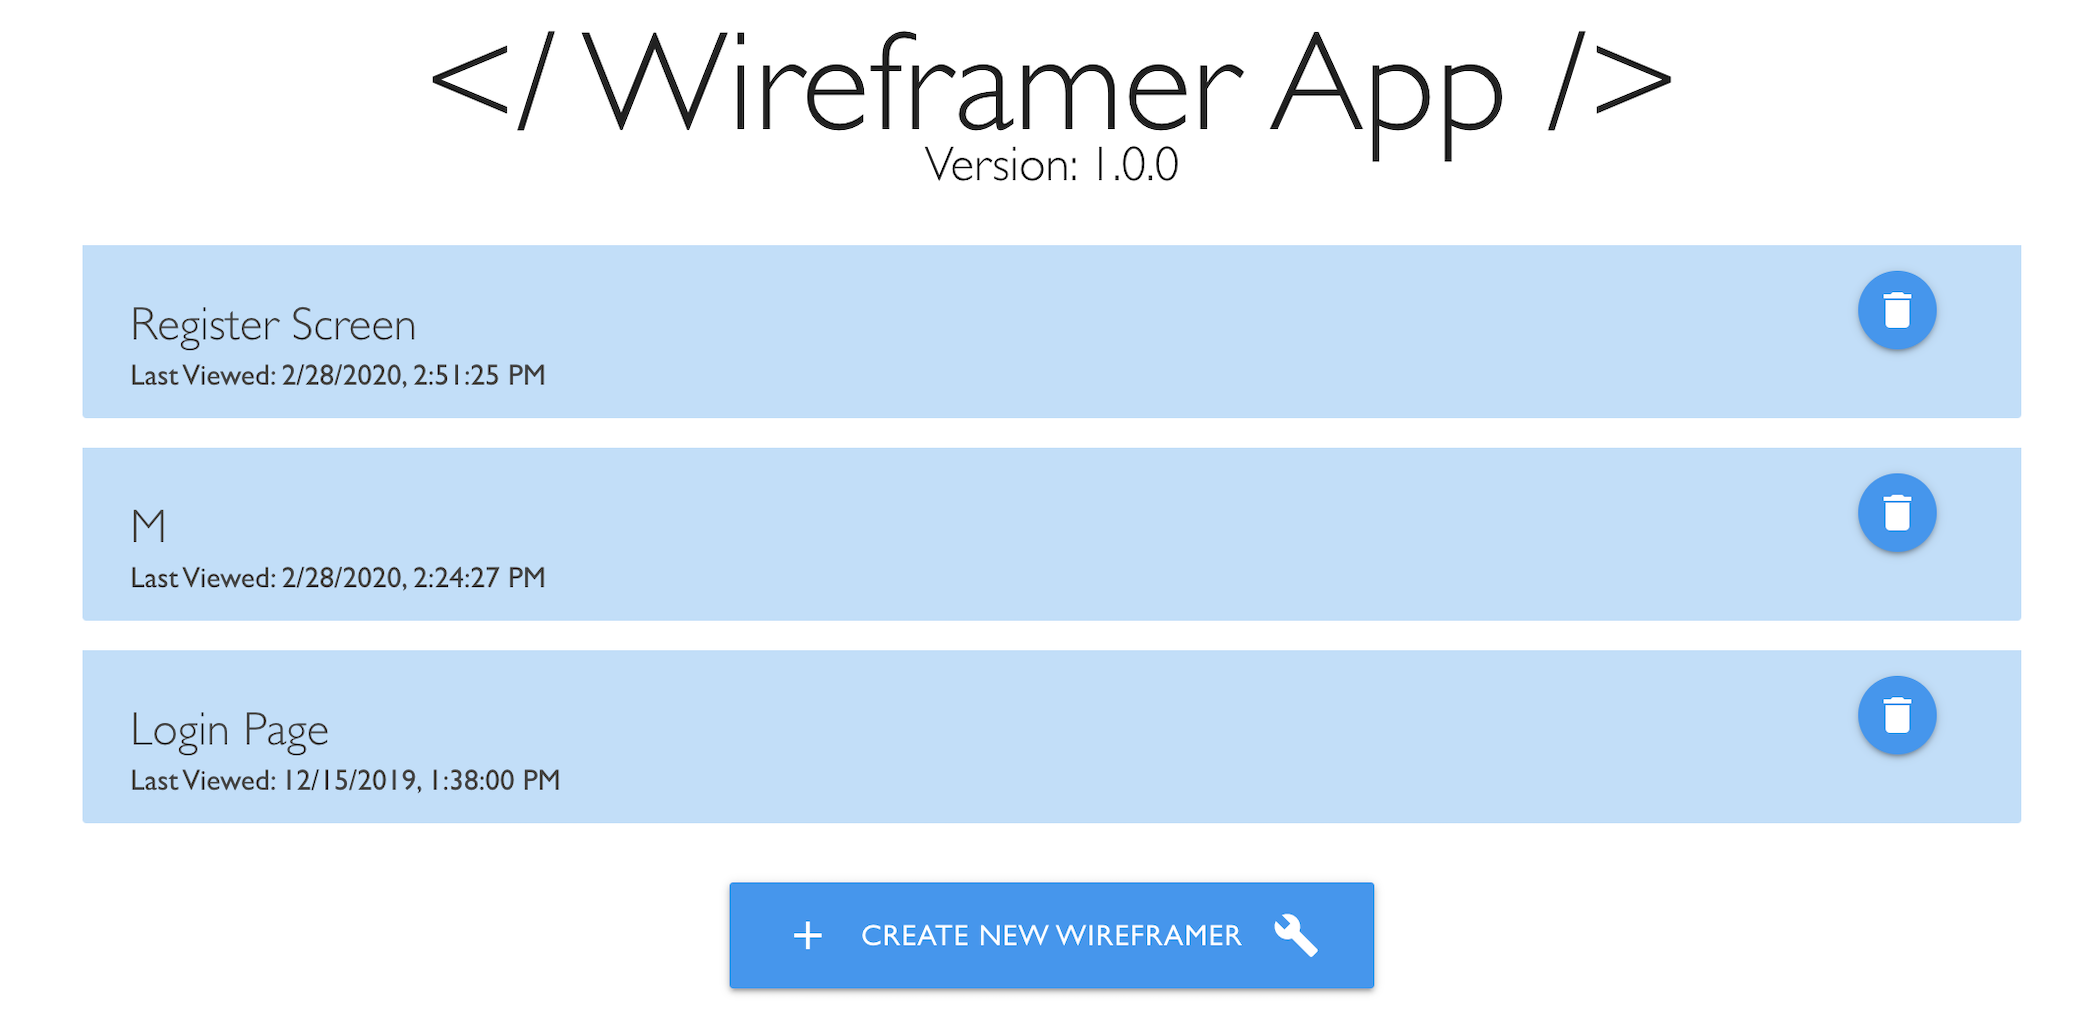 </ Wireframer App />
Version: 1.0.0
Register Screen
Last Viewed: 2/28/2020, 2:51:25 PM
M
Last Viewed: 2/28/2020, 2:24:27 PM
Login Page
Last Viewed: 12/15/2019, 1:38:00 PM
CREATE NEW WIREFRAMER